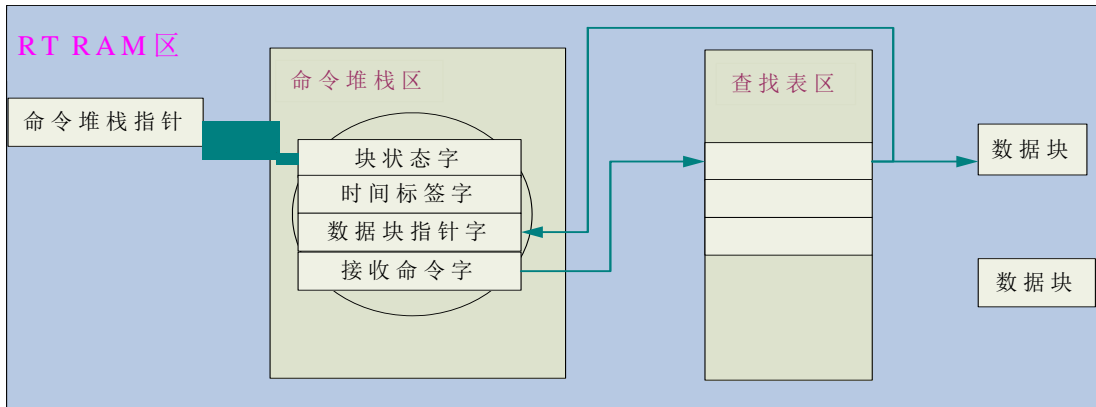 RT RAM区
命令堆栈指针
命令堆栈区
块状态字
时间标签字
数据块指针字
接收命令字
查找表区
数据块
数据块